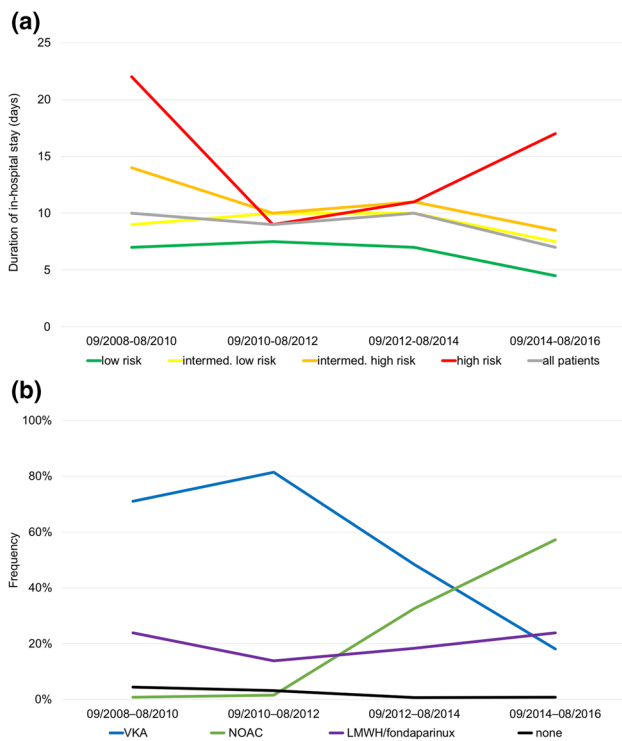 (a)
25
20
15
10
5
0
Duration of in-hospital stay (days)
09/2008–08/2010 09/2010–08/2012 09/2012–08/2014 09/2014–08/2016
low risk intermed. low risk intermed. high risk high risk all patients
(b)
100%
80%
60%
40%
20%
0%
Frequency
09/2008–08/2010 09/2010–08/2012 09/2012–08/2014 09/2014–08/2016
VKA NOAC LMWH/fondaparinux none